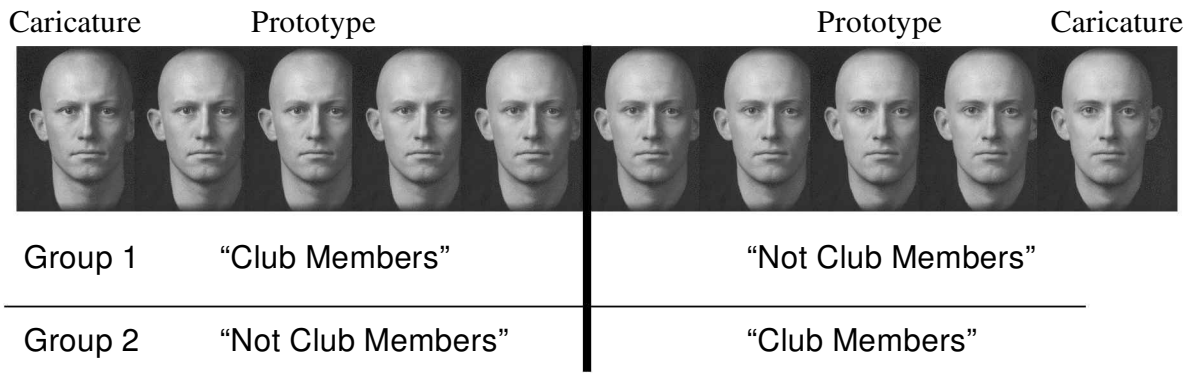 Caricature Prototype Prototype Caricature
Group 1 “Club Members” “Not Club Members”
Group 2 “Not Club Members” “Club Members”